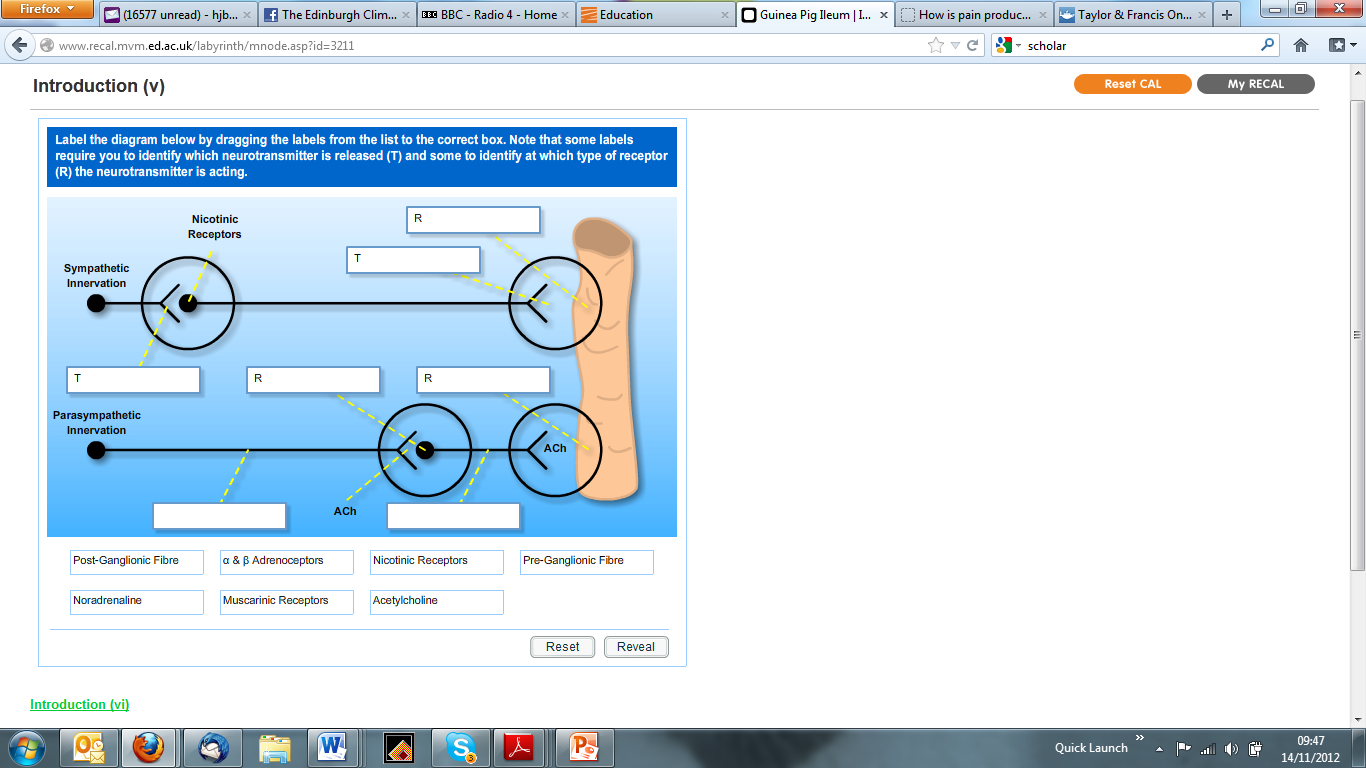 Firefox
(16577 unread) - hjb...
The Edinburgh Clim...
BBC BBC - Radio 4 - Home
Education
Guinea Pig Ileum | I...
How is pain produc...
Taylor & Francis On...
www.recal.mvm.ed.ac.uk/labyrinth/mnode.asp?id=3211
scholar
Introduction (v)
Reset CAL
My RECAL
Label the diagram below by dragging the labels from the list to the correct box. Note that some labels
require you to identify which neurotransmitter is released (T) and some to identify at which type of receptor
(R) the neurotransmitter is acting.
Nicotinic
Receptors
R
T
Sympathetic
Innervation
T
R
R
Parasympathetic
Innervation
ACh
ACh
Post-Ganglionic Fibre
α & β Adrenoceptors
Nicotinic Receptors
Pre-Ganglionic Fibre
Noradrenaline
Muscarinic Receptors
Acetylcholine
Reset
Reveal
Introduction (vi)
Quick Launch
09:47
14/11/2012